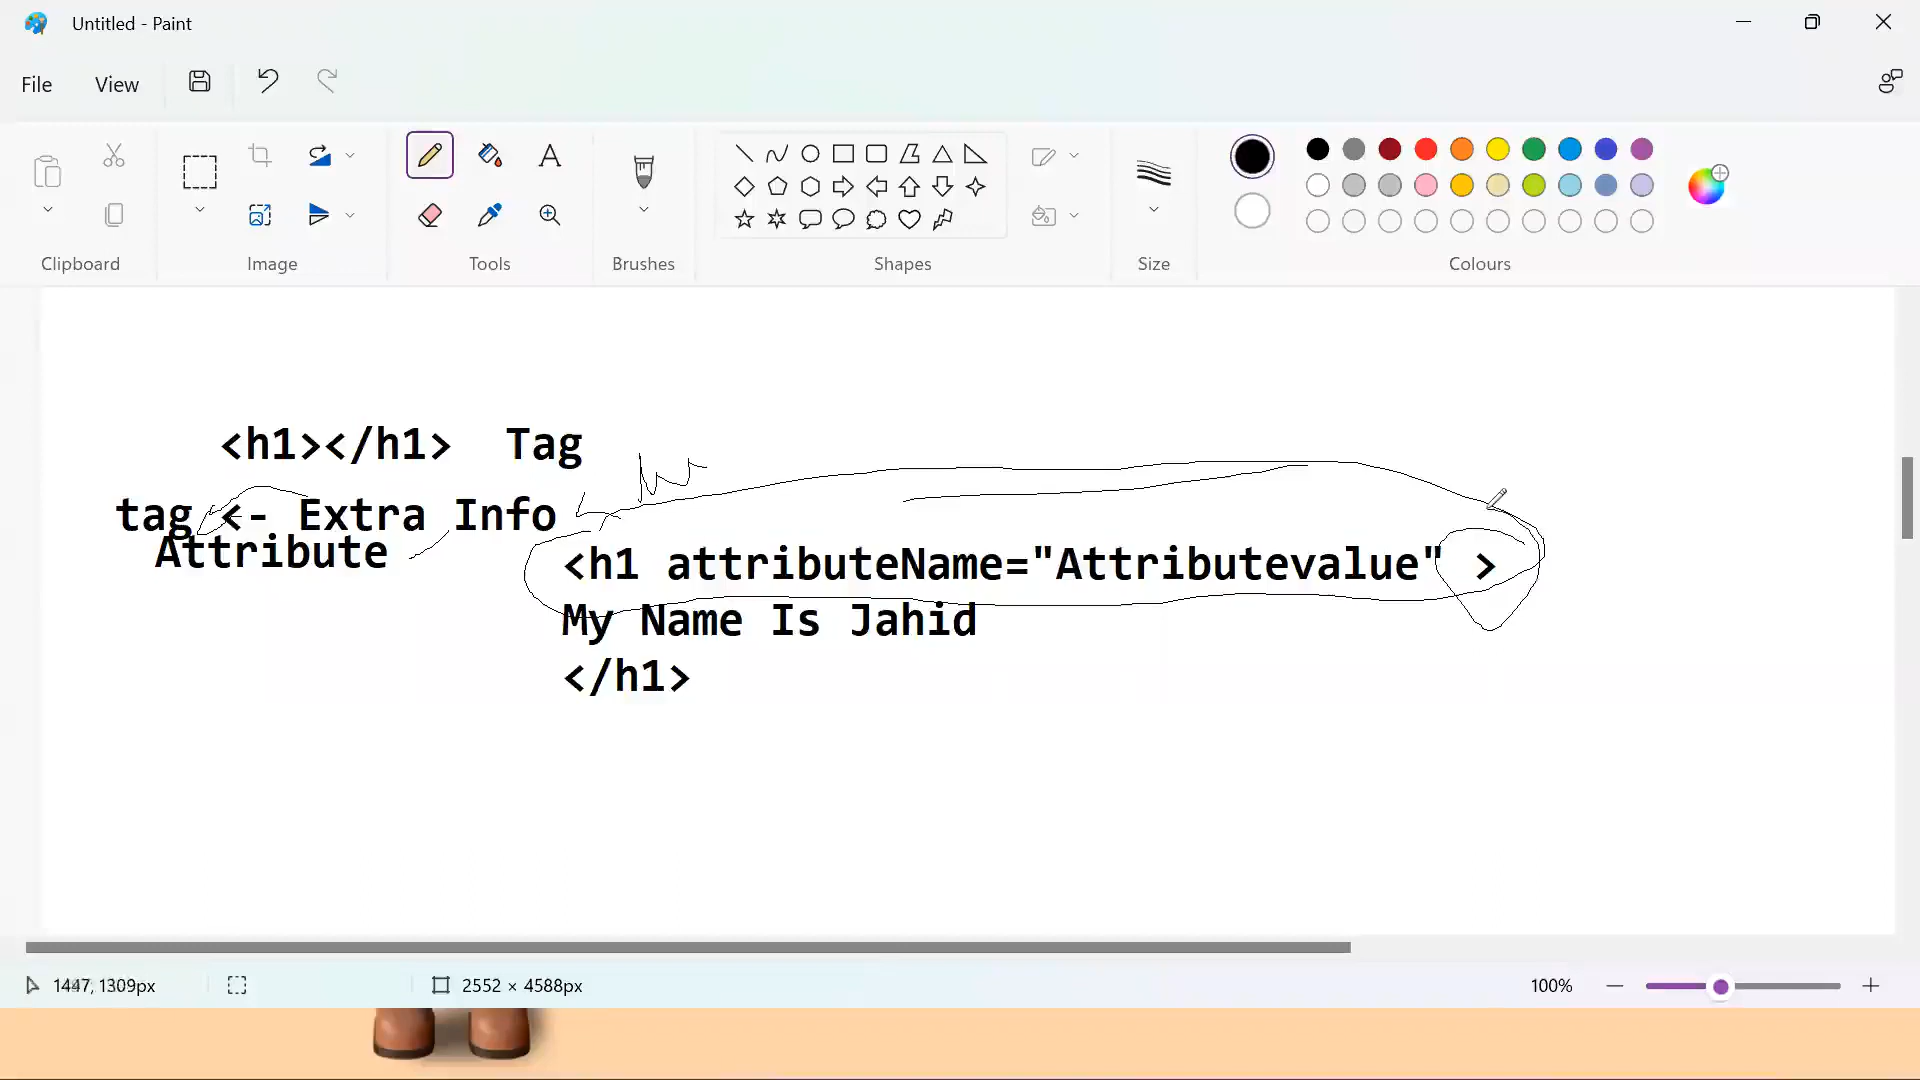 Untitled - Paint
File View
Clipboard Image Tools Brushes Shapes Size Colours
<h1></h1> Tag
tag <- Extra Info
Attribute
<h1 attributeName="Attributevalue" >
My Name Is Jahid
</h1>
1447, 1309px 2552 × 4588px 100%